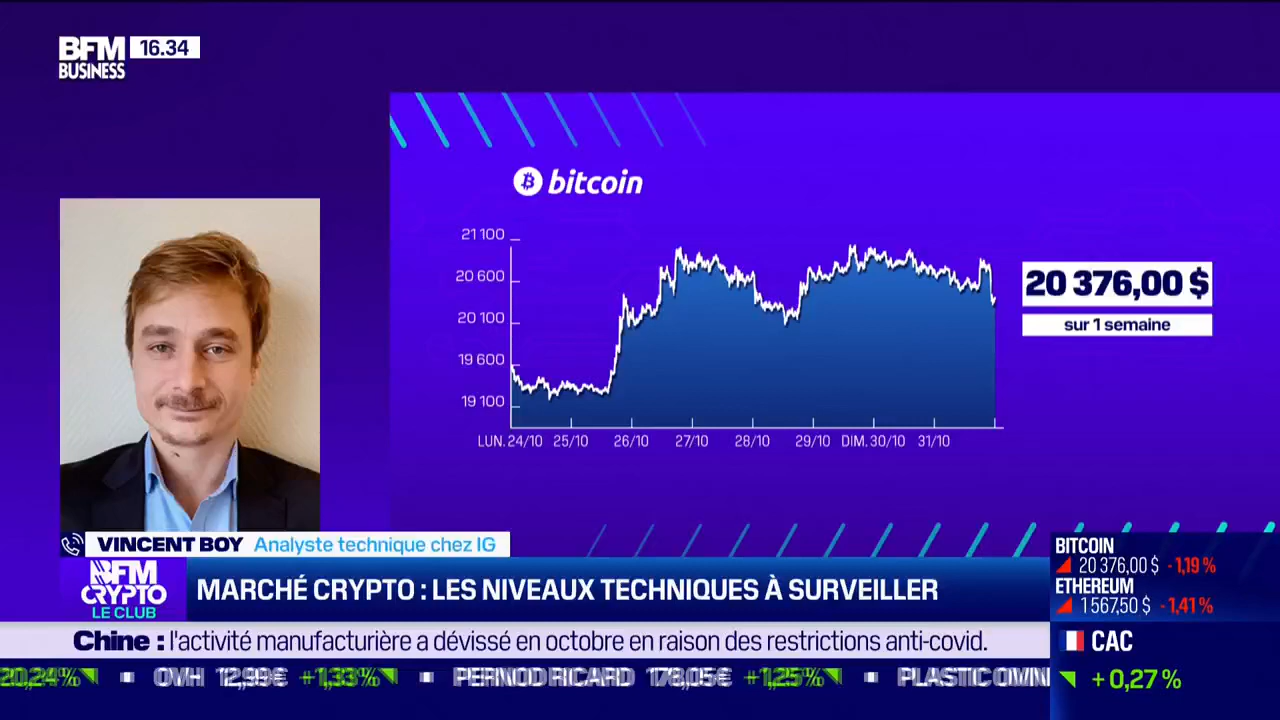 BFM
BUSINESS
16.34
bitcoin
21 100
20 600
20 100
19 600
19 100
LUN. 24/10 25/10 26/10 27/10 28/10 29/10 DIM. 30/10 31/10
20 376,00 $
sur 1 semaine
VINCENT BOY Analyste technique chez IG
BFM
CRYPTO
LE CLUB
MARCHÉ CRYPTO : LES NIVEAUX TECHNIQUES À SURVEILLER
BITCOIN
20 376,00 $ -1,19 %
ETHEREUM
1 567,50 $ -1,41 %
Chine : l'activité manufacturière a dévissé en octobre en raison des restrictions anti-covid.
CAC
+0,27 %
20,24% OVH 12,99€ +1,33% PERNOD RICARD 178,05€ +1,25% PLASTIC OMN